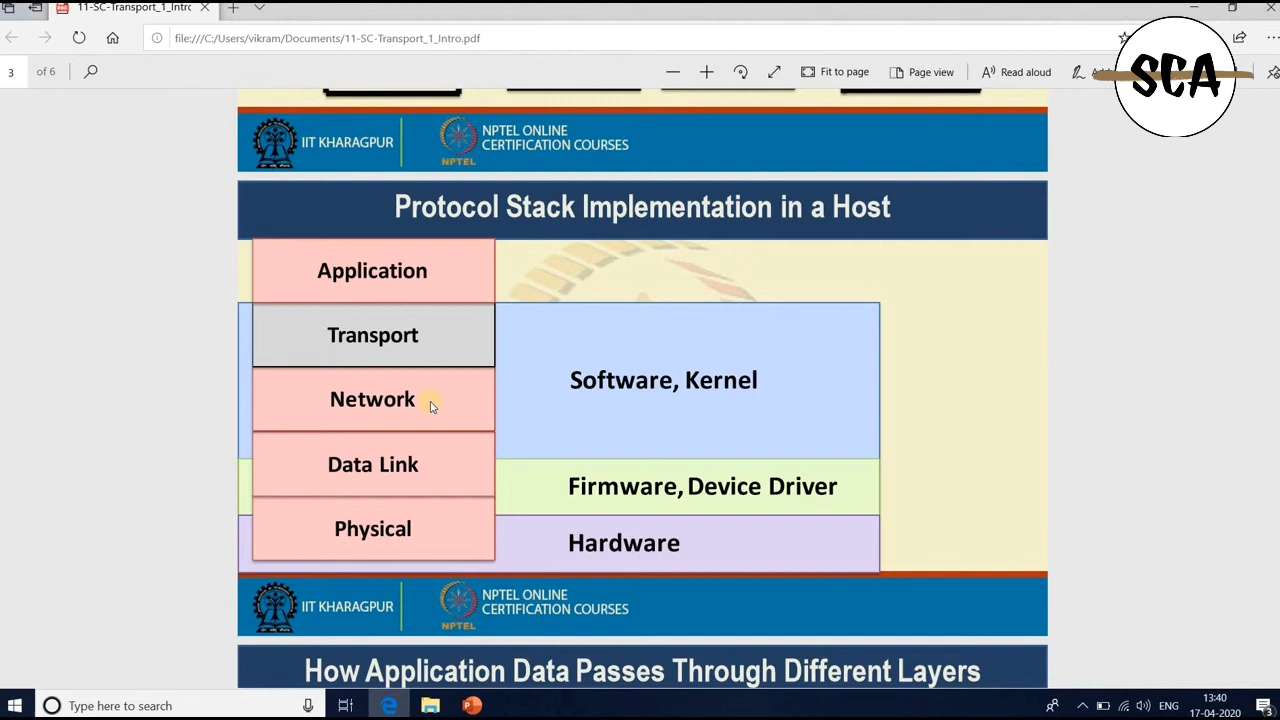 11-SC-Transport_1_Intro
file:///C:/Users/vikram/Documents/11-SC-Transport_1_Intro.pdf
3 of 6
Fit to page
Page view
Read aloud
SCA
IIT KHARAGPUR
NPTEL
NPTEL ONLINE
CERTIFICATION COURSES
Protocol Stack Implementation in a Host
Application
Transport
Software, Kernel
Network
Data Link
Firmware, Device Driver
Physical
Hardware
IIT KHARAGPUR
NPTEL
NPTEL ONLINE
CERTIFICATION COURSES
How Application Data Passes Through Different Layers
Type here to search
ENG
13:40
17-04-2020